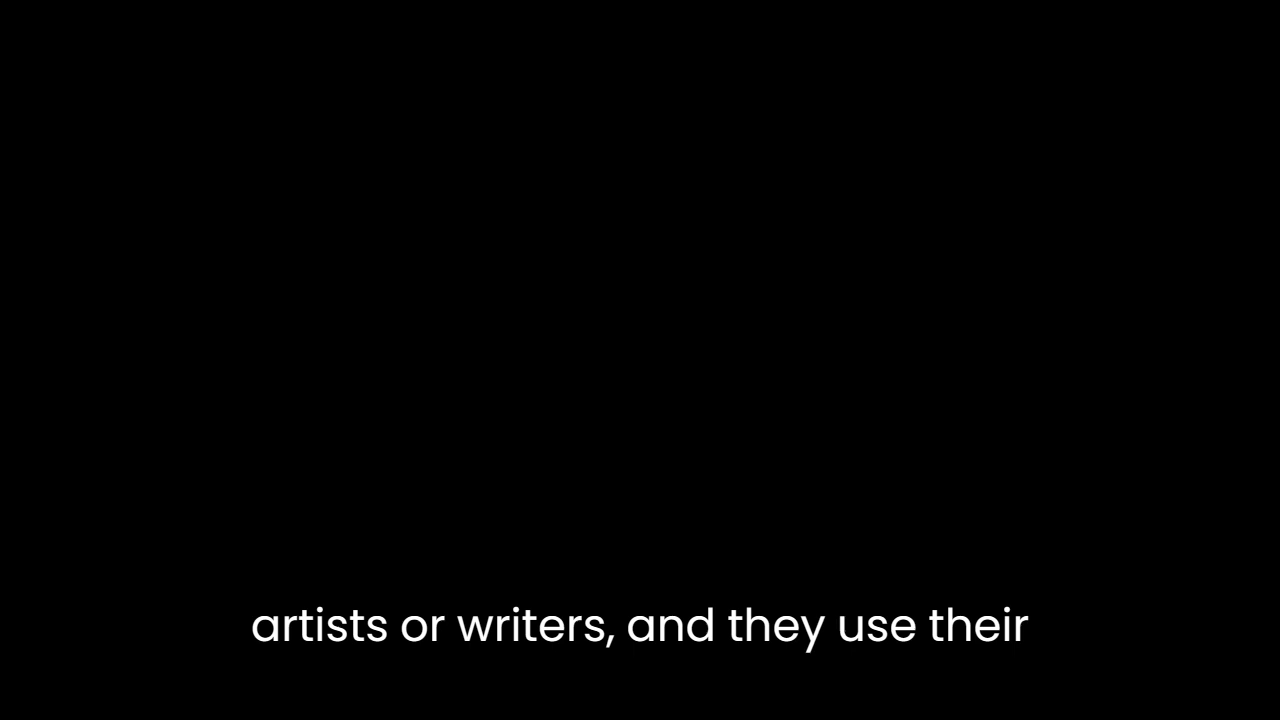 artists or writers, and they use their